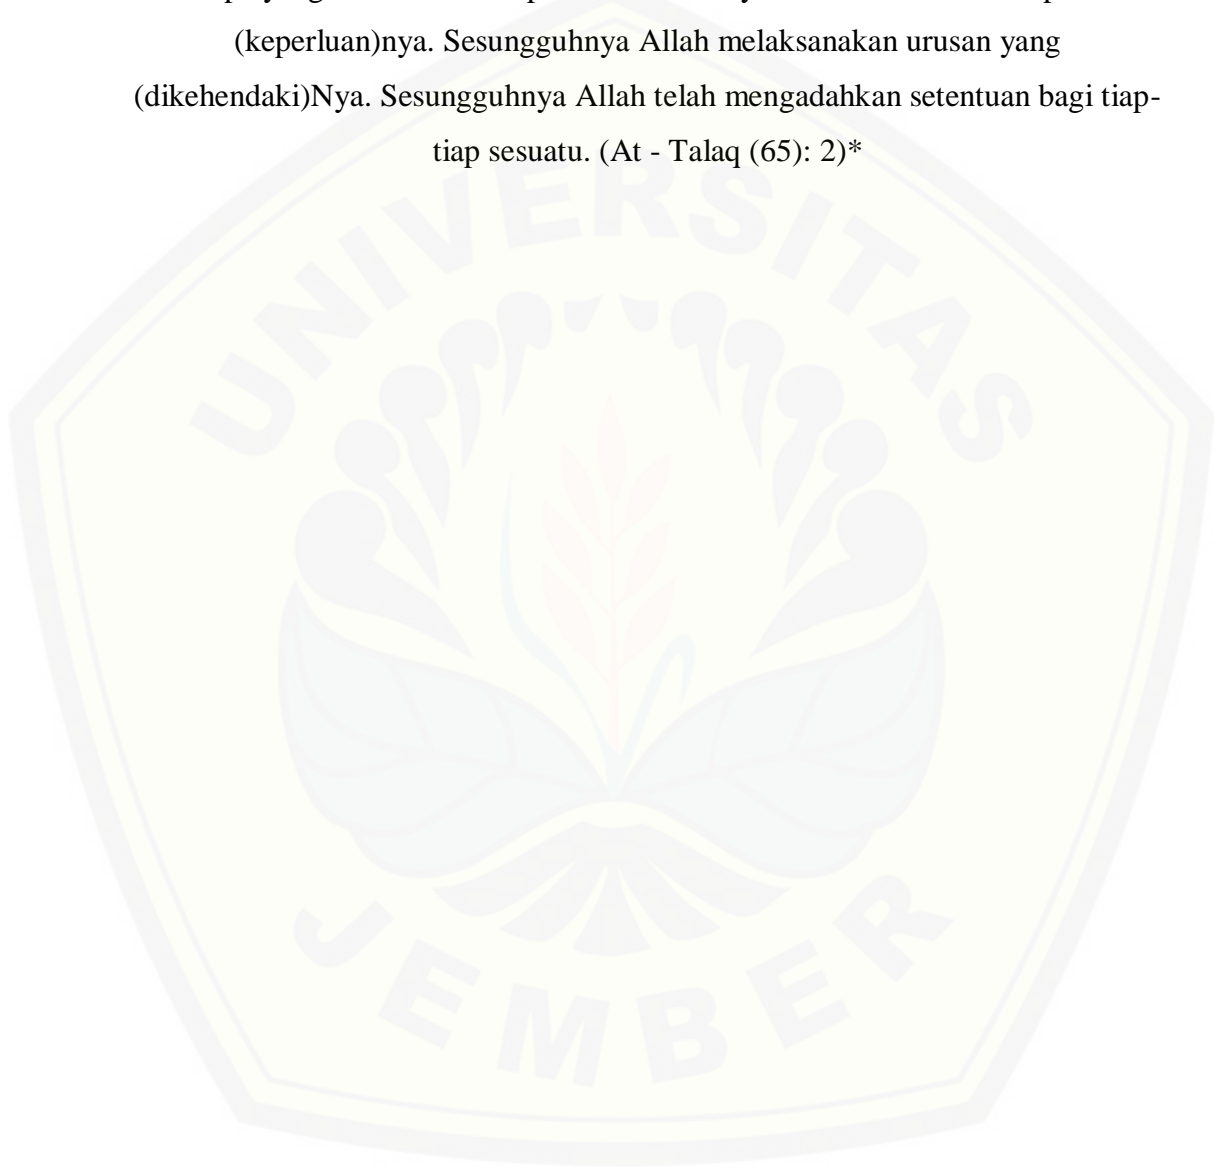 (keperluan)nya. Sesungguhnya Allah melaksanakan urusan yang
(dikehendaki)Nya. Sesungguhnya Allah telah mengadahkan setentuan bagi tiap-
tiap sesuatu. (At - Talaq (65): 2)*
UNIVERSITAS
JEMBER